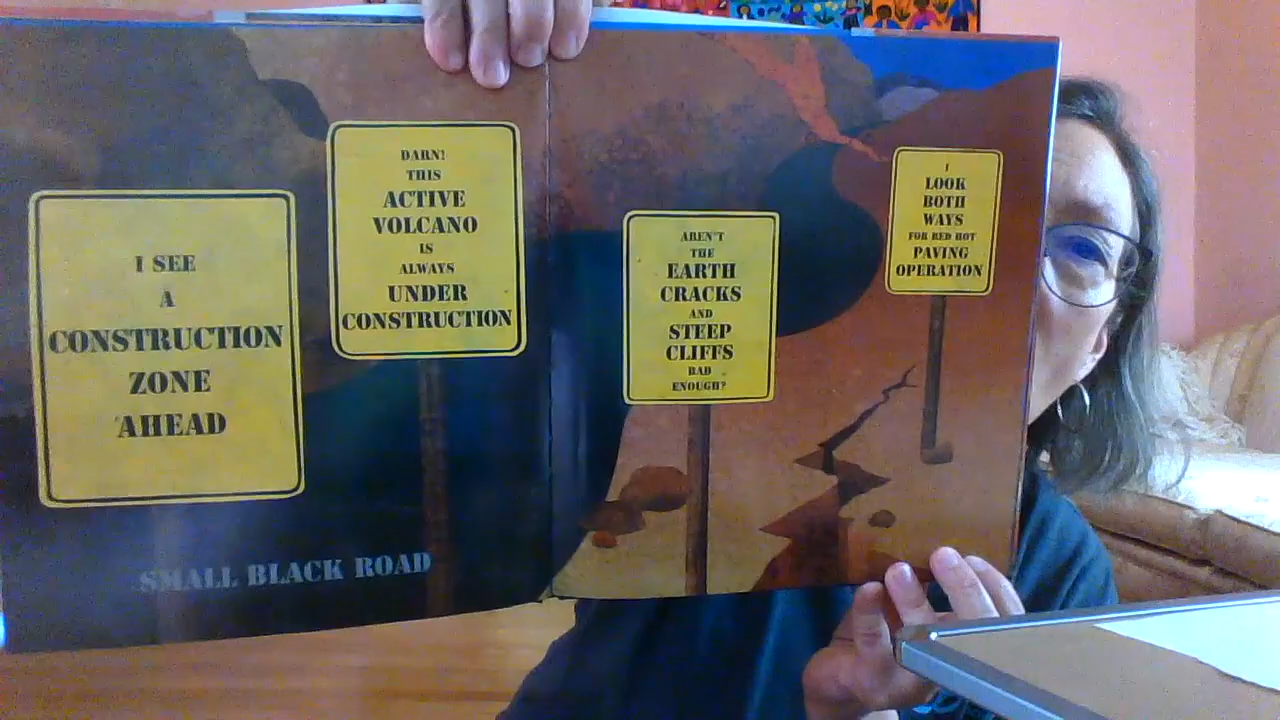 I SEE
A
CONSTRUCTION
ZONE
AHEAD
SMALL BLACK ROAD
DARN!
THIS
ACTIVE
VOLCANO
IS
ALWAYS
UNDER
CONSTRUCTION
AREN'T
THE
EARTH
CRACKS
AND
STEEP
CLIFFS
BAD
ENOUGH?
I
LOOK
BOTH
WAYS
FOR RED HOT
PAVING
OPERATION